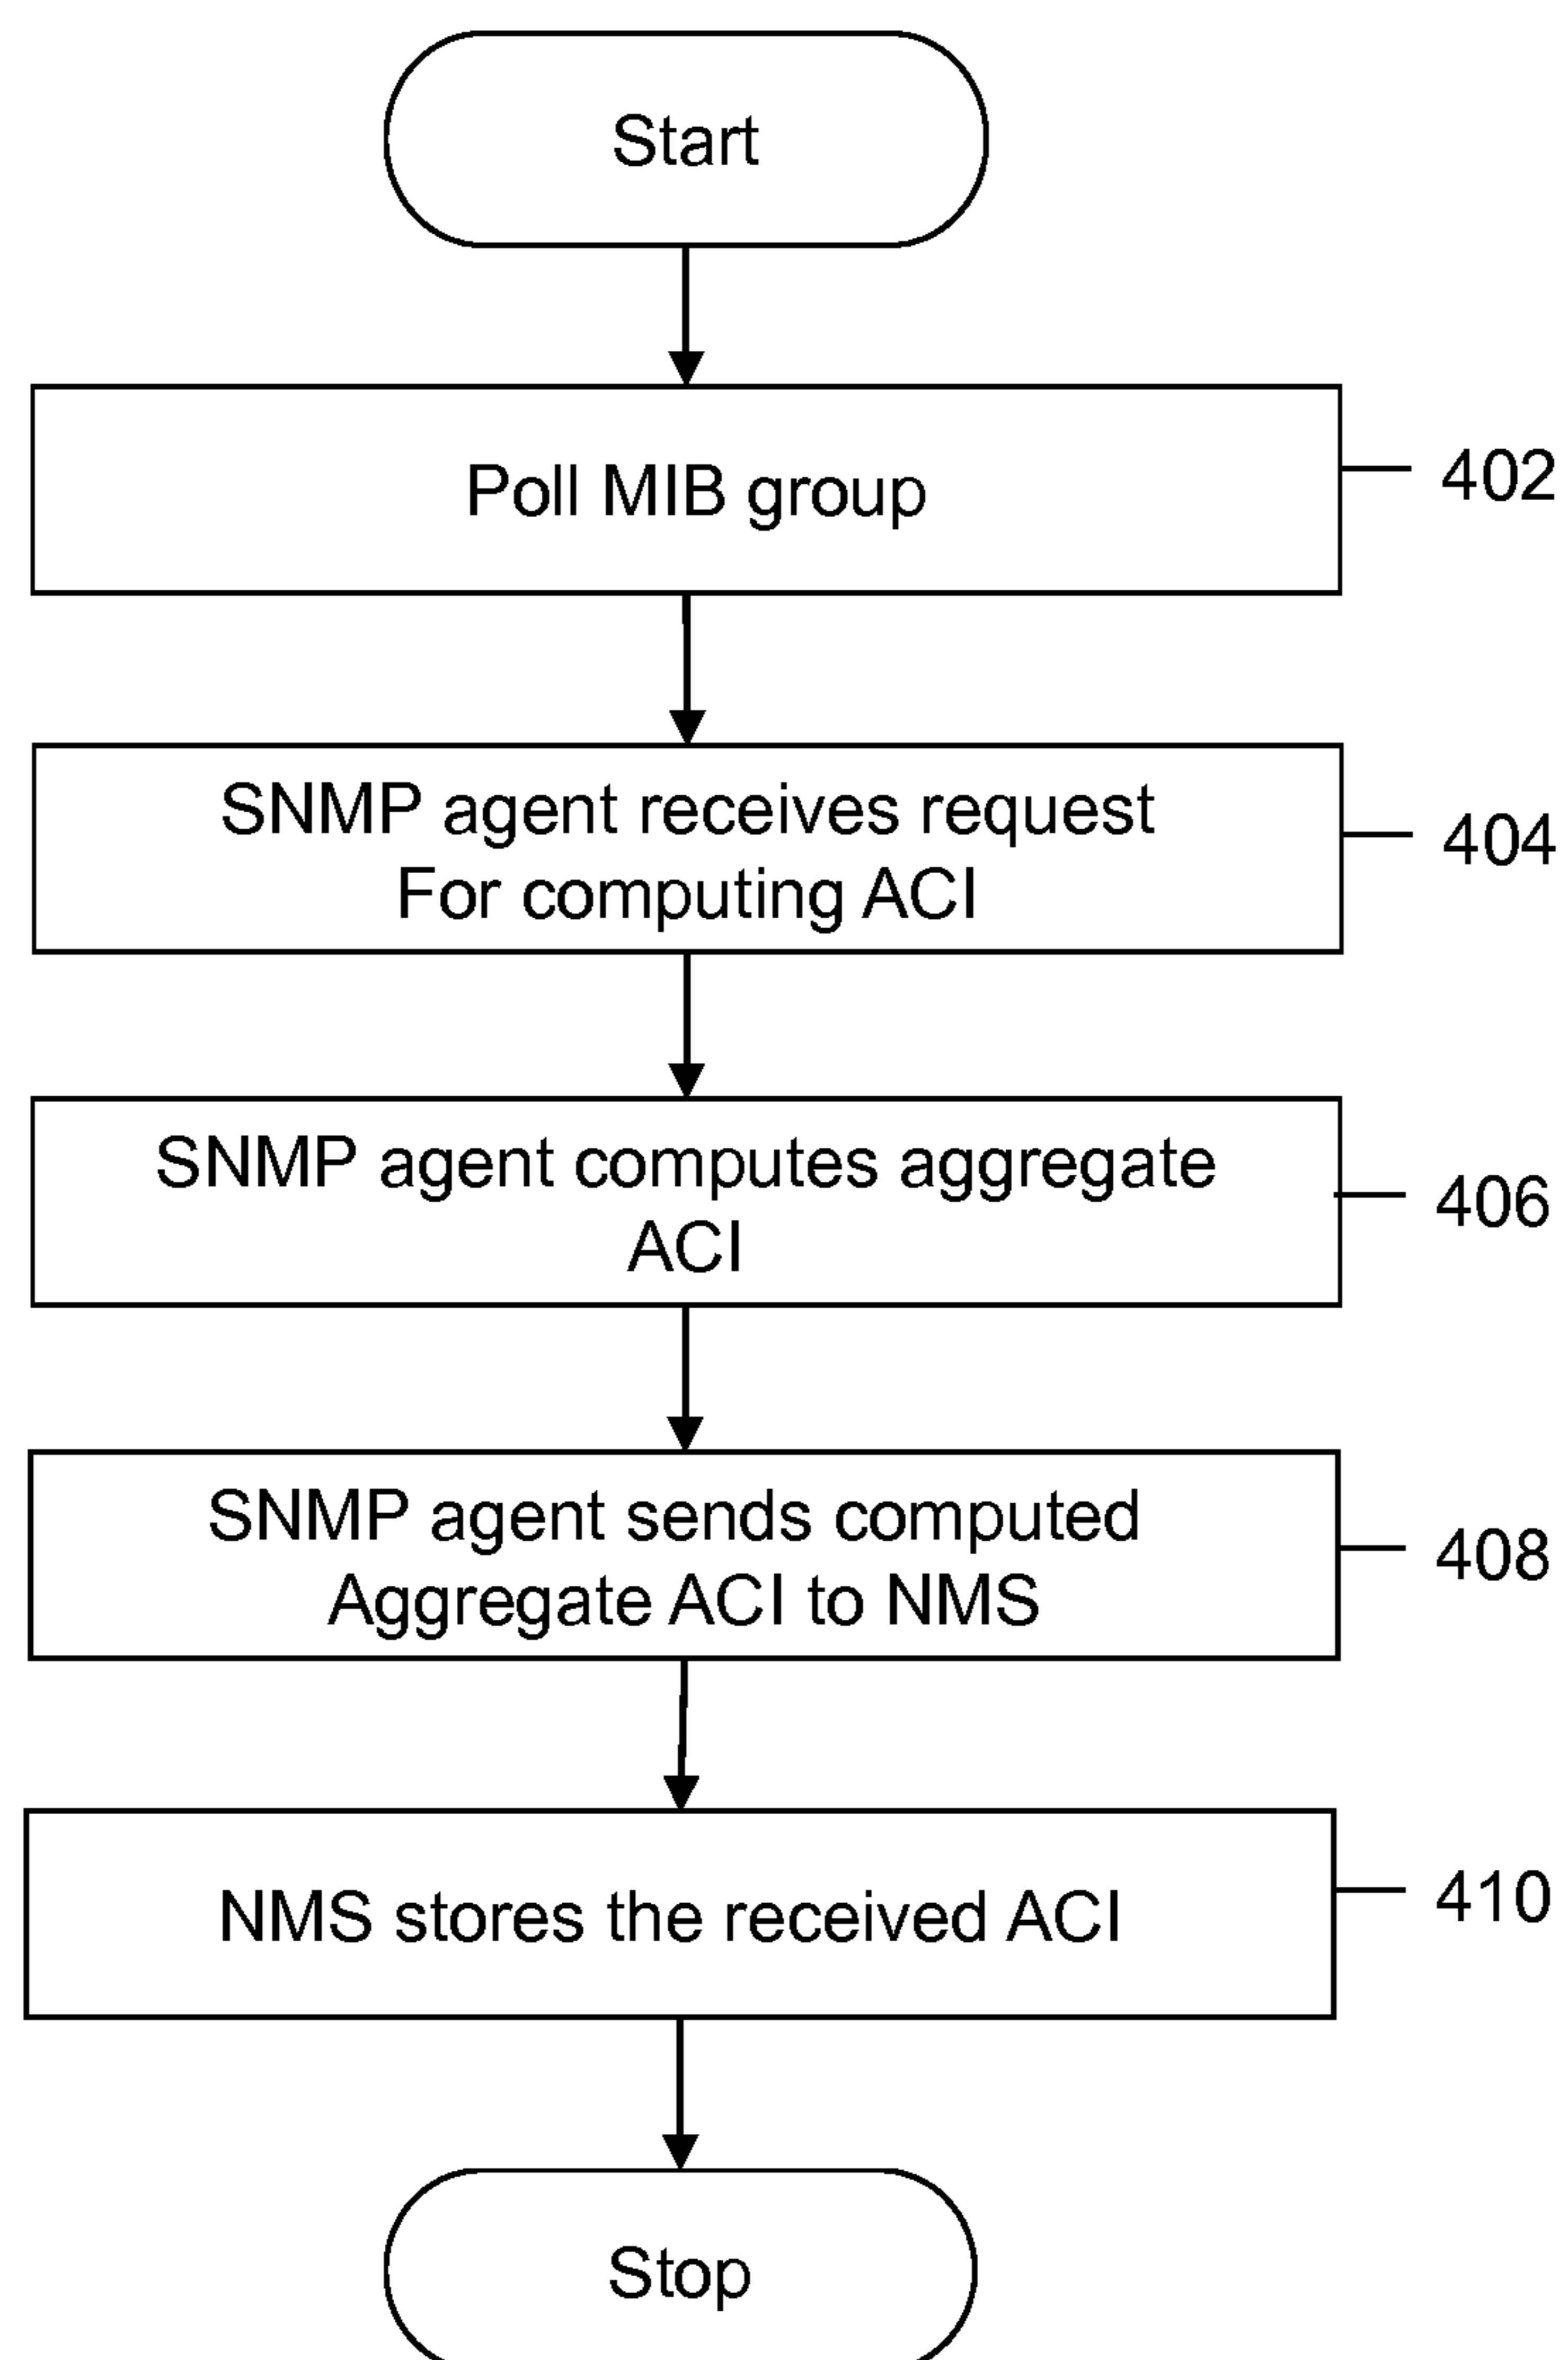 Start
Poll MIB group
402
SNMP agent receives request
For computing ACI
404
SNMP agent computes aggregate
ACI
406
SNMP agent sends computed
Aggregate ACI to NMS
408
NMS stores the received ACI
410
Stop